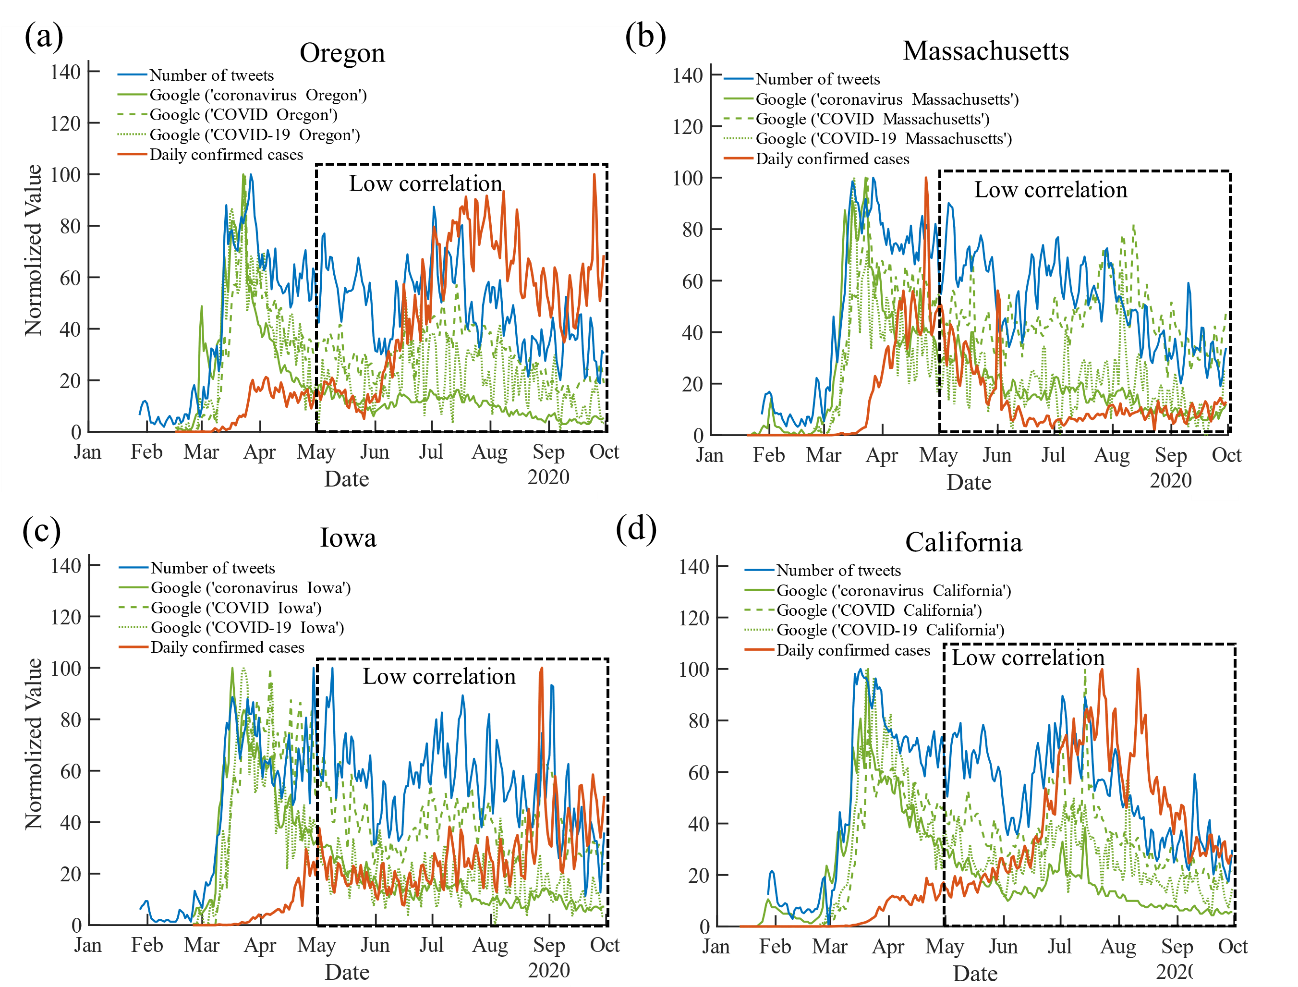 (a)
Oregon
140
120
100
80
60
40
20
0
Normolized Value
Number of tweets
Google ('coronavirus Oregon')
Google ('COVID Oregon')
Google ('COVID-19 Oregon')
Daily confirmed cases
Low correlation
Jan Feb Mar Apr May Jun Jul Aug Sep Oct
Date
2020
(b)
Massachusetts
140
120
100
80
60
40
20
0
Number of tweets
Google ('coronavirus Massachusetts')
Google ('COVID Massachusetts')
Google ('COVID-19 Massachusetts')
Daily confirmed cases
Low correlation
Jan Feb Mar Apr May Jun Jul Aug Sep Oct
Date
2020
(c)
Iowa
140
120
100
80
60
40
20
0
Normolized Value
Number of tweets
Google ('coronavirus Iowa')
Google ('COVID Iowa')
Google ('COVID-19 Iowa')
Daily confirmed cases
Low correlation
Jan Feb Mar Apr May Jun Jul Aug Sep Oct
Date
2020
(d)
California
140
120
100
80
60
40
20
0
Number of tweets
Google ('coronavirus California')
Google ('COVID California')
Google ('COVID-19 California')
Daily confirmed cases
Low correlation
Jan Feb Mar Apr May Jun Jul Aug Sep Oct
Date
202(